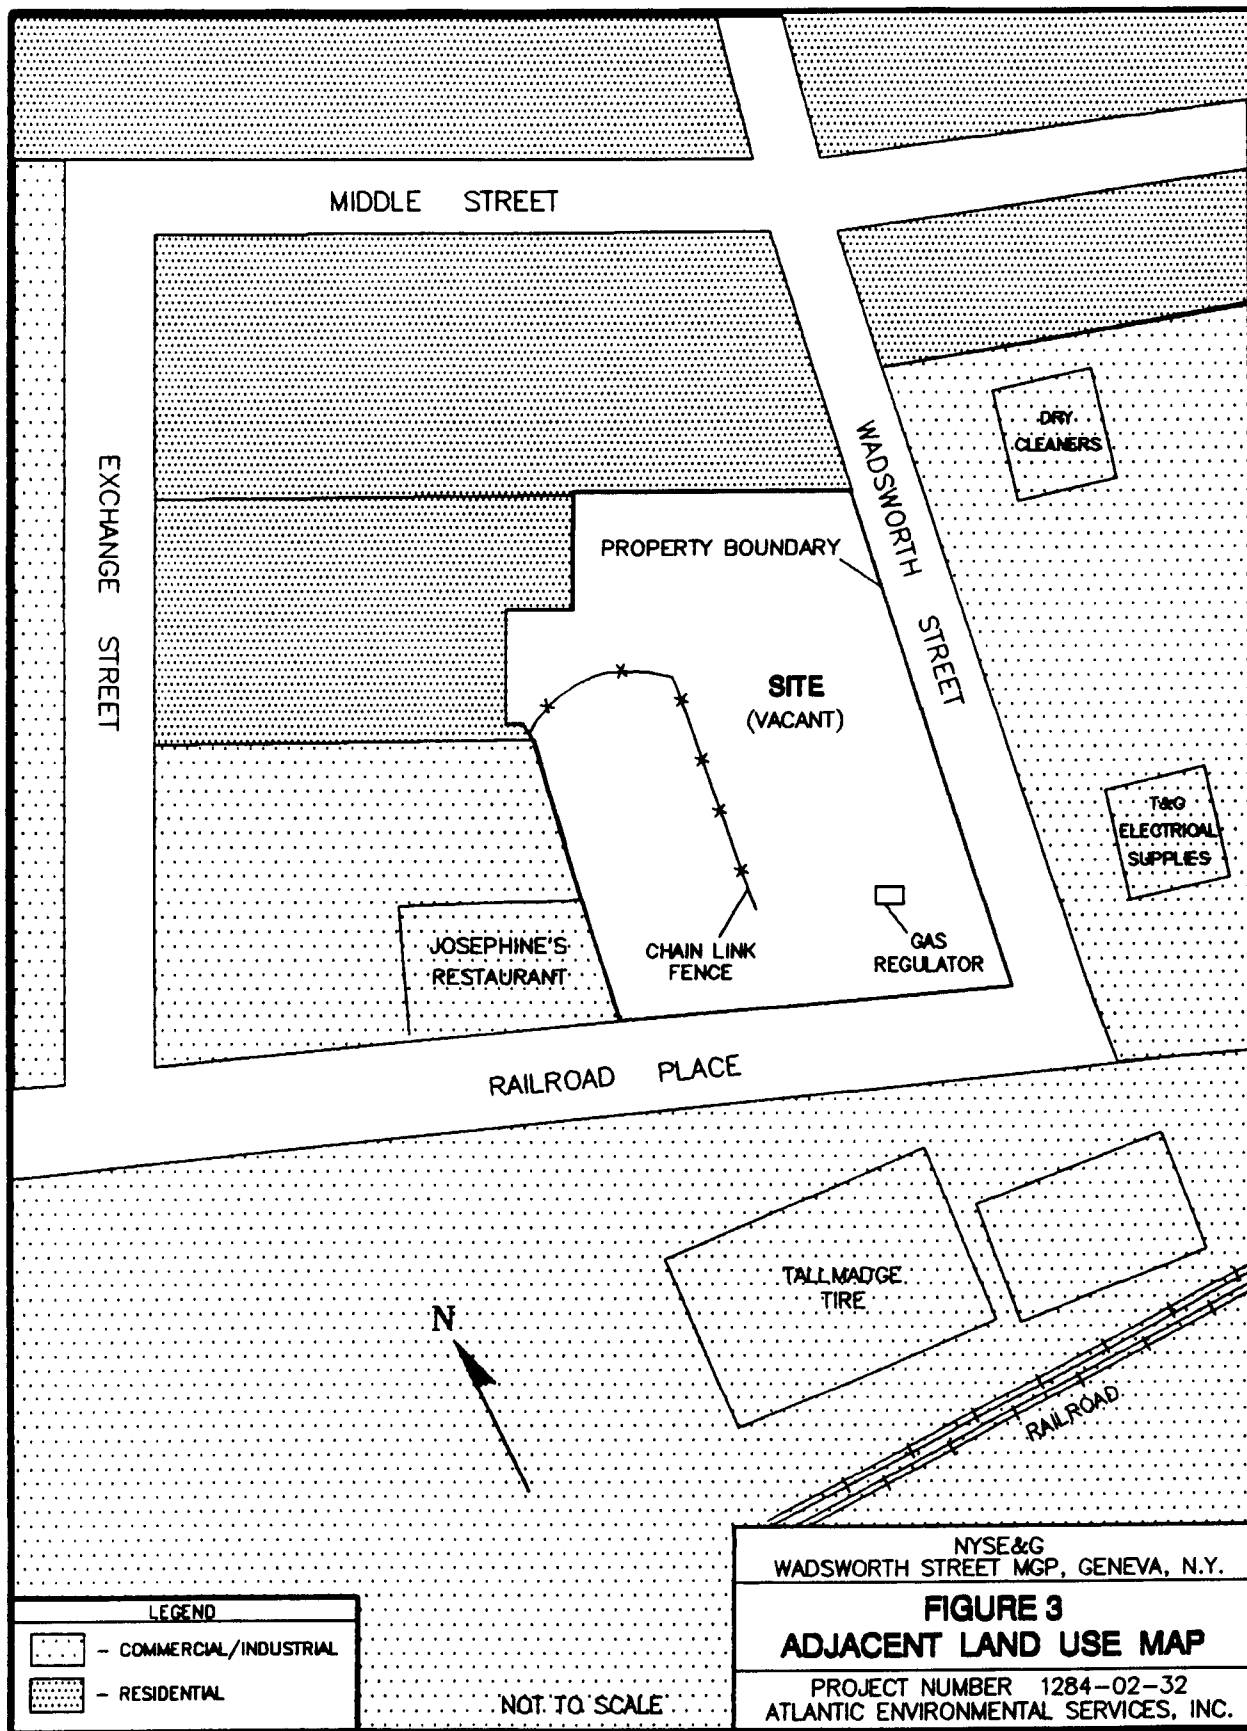 MIDDLE STREET
DRY
CLEANERS
WADSWORTH STREET
EXCHANGE STREET
PROPERTY BOUNDARY
SITE
(VACANT)
T&G
ELECTRICAL
SUPPLIES
JOSEPHINE'S
RESTAURANT
CHAIN LINK
FENCE
GAS
REGULATOR
RAILROAD PLACE
TALLMADGE
TIRE
N
RAILROAD
NYSE&G
WADSWORTH STREET MGP, GENEVA, N.Y.
FIGURE 3
ADJACENT LAND USE MAP
PROJECT NUMBER 1284-02-32
ATLANTIC ENVIRONMENTAL SERVICES, INC.
LEGEND
- COMMERCIAL/INDUSTRIAL
- RESIDENTIAL
NOT TO SCALE